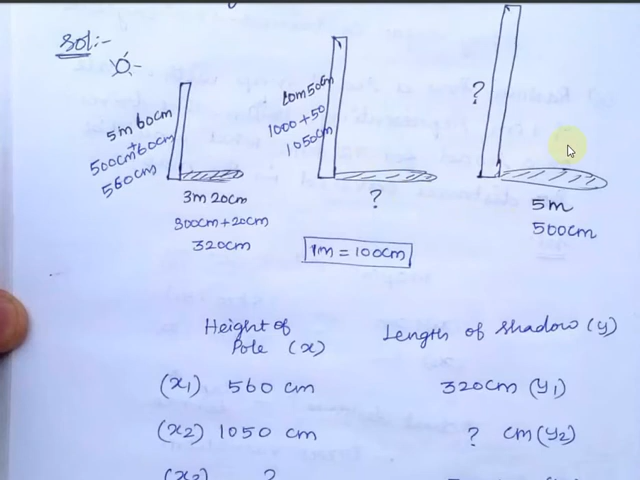 Sol:-
5m 60cm
+
500cm 60cm
560cm
3m 20cm
300cm+20cm
320cm
10m 50cm
1000+50
1050cm
?
1m = 100cm
?
5m
500cm
Height of Pole (x)
Length of shadow (y)
(x1) 560 cm 320cm (y1)
(x2) 1050 cm ? cm (y2)
(x3) ?